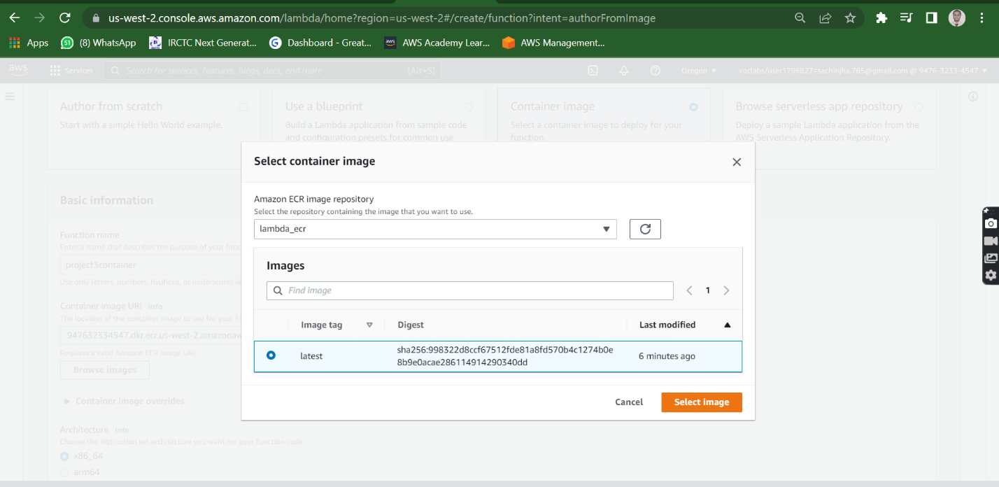 us-west-2.console.aws.amazon.com/lambda/home?region=us-west-2#/create/function?intent=authorFromImage
Apps
51
(8) WhatsApp
IRCTC Next Generat...
G
Dashboard - Great...
aws
AWS Academy Lear...
AWS Management...
aws
Services
Search for services, features, blogs, docs, and more
[Alt+S]
Oregon
voclabs/user1796827=sachinjha.765@gmail.com @ 9476-3233-4547
Author from scratch
Start with a simple Hello World example.
Use a blueprint
Build a Lambda application from sample code
and configuration presets for common use
Container image
Select a container image to deploy for your
function.
Browse serverless app repository
Deploy a sample Lambda application from the
AWS Serverless Application Repository.
Select container image
Amazon ECR image repository
Select the repository containing the image that you want to use.
lambda_ecr
Images
Find image
1
Image tag
Digest
Last modified
latest
sha256:998322d8ccf67512fde81a8fd570b4c1274b0e
8b9e0acae286114914290340dd
6 minutes ago
Cancel
Select image
Basic information
Function name
Enter a name that describes the purpose of your func
project3container
Use only letters, numbers, hyphens, or underscores w
Container image URI Info
The location of the container image to use for your fu
947632334547.dkr.ecr.us-west-2.amazonaw
Requires a valid Amazon ECR image URI.
Browse images
Container image overrides
Architecture Info
Choose the instruction set architecture you want for your function code.
x86_64
arm64